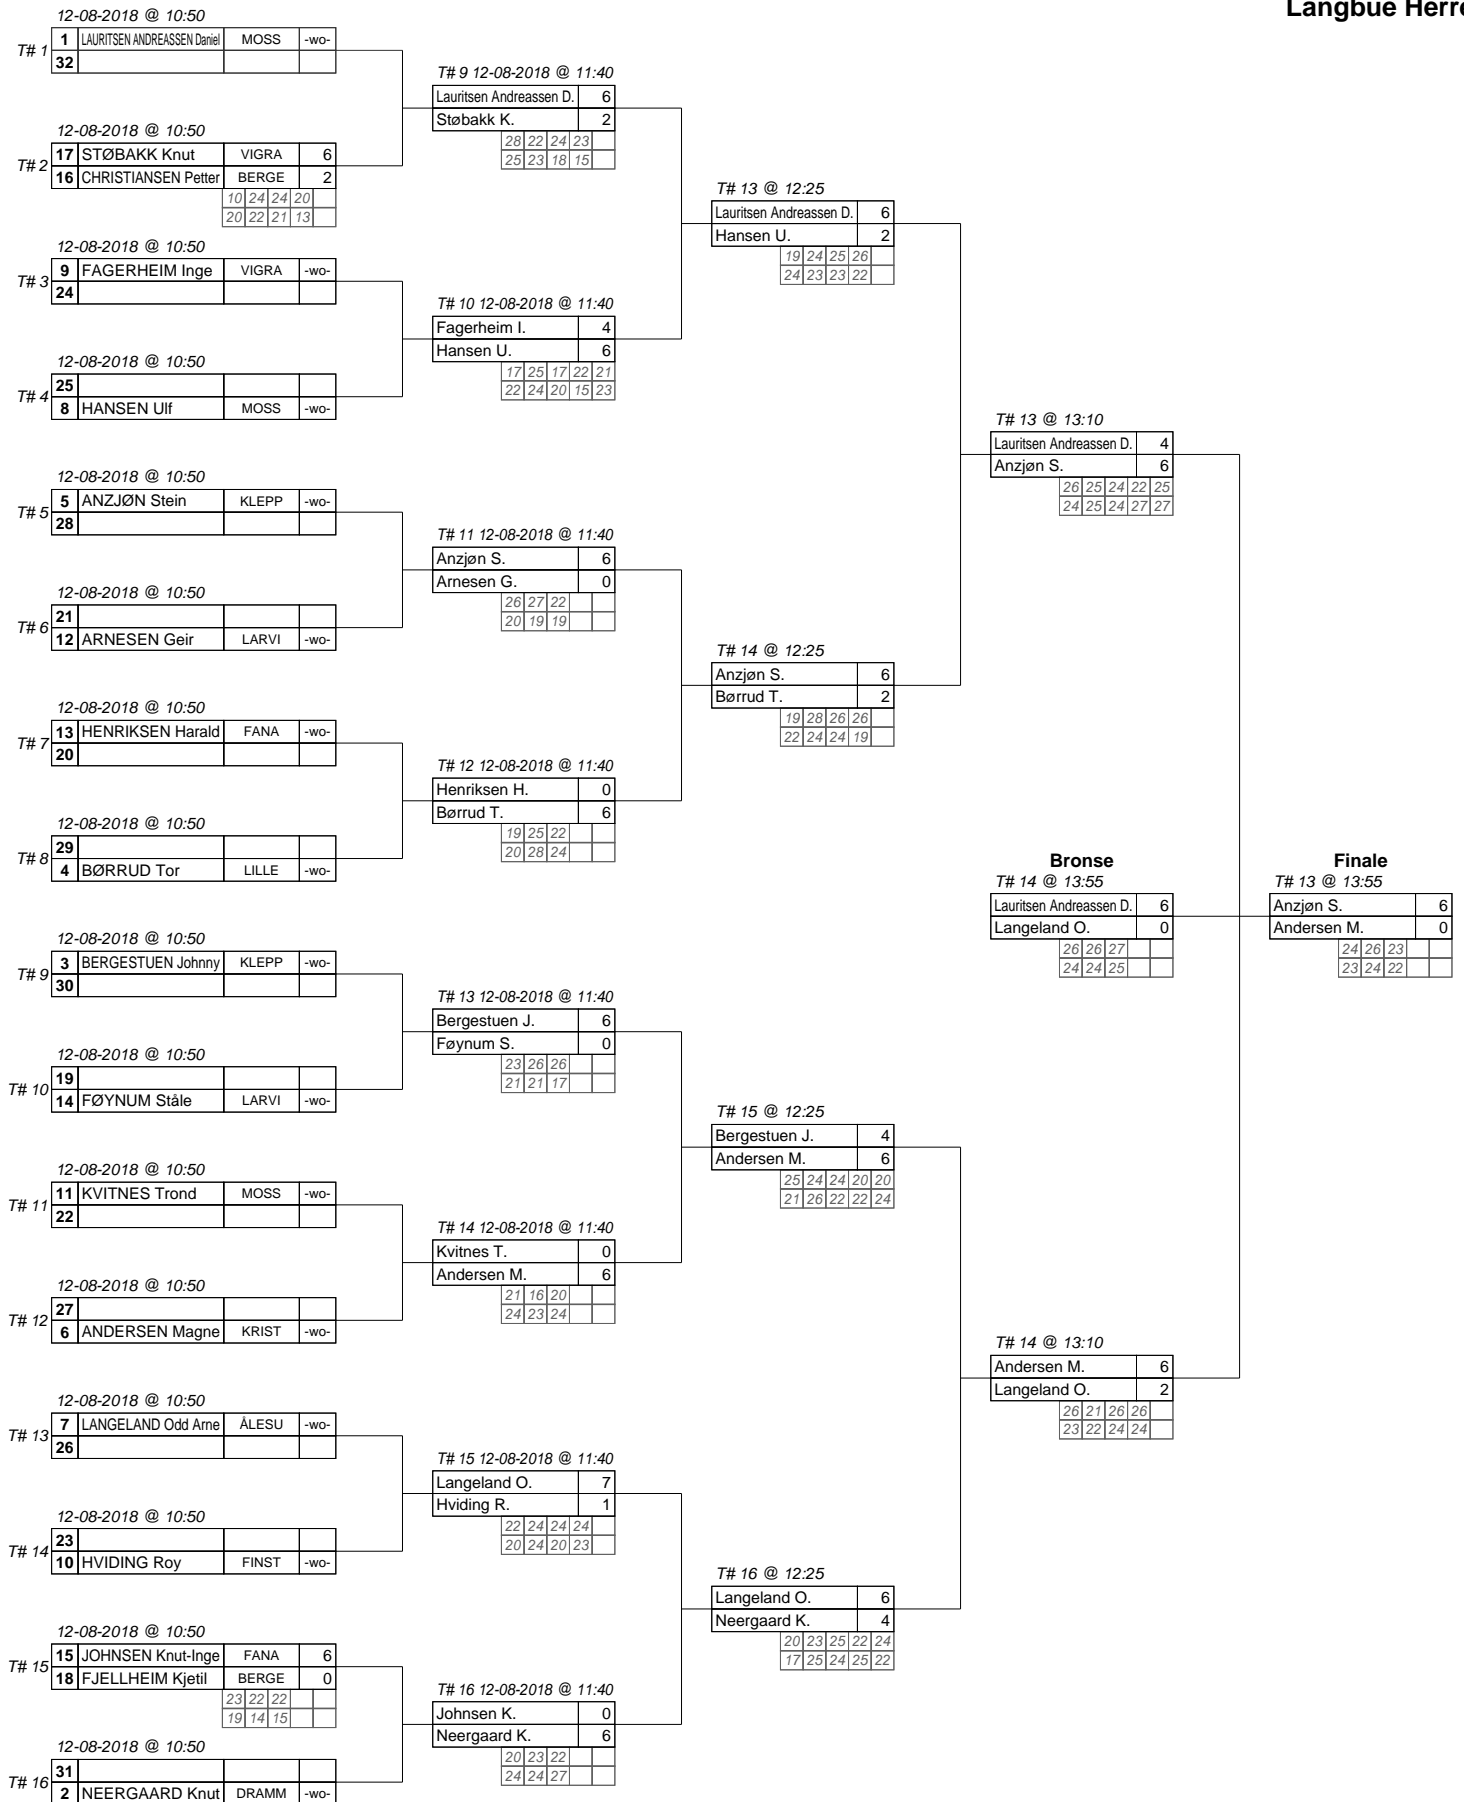 Langbue Herre
12-08-2018 @ 10:50
T# 1
1 LAURITSEN ANDREASSEN Daniel MOSS -wo-
32
12-08-2018 @ 10:50
T# 2
17 STØBAKK Knut VIGRA 6
16 CHRISTIANSEN Petter BERGE 2
10 24 24 20
20 22 21 13
12-08-2018 @ 10:50
T# 3
9 FAGERHEIM Inge VIGRA -wo-
24
12-08-2018 @ 10:50
T# 4
25
8 HANSEN Ulf MOSS -wo-
12-08-2018 @ 10:50
T# 5
5 ANZJØN Stein KLEPP -wo-
28
12-08-2018 @ 10:50
T# 6
21
12 ARNESEN Geir LARVI -wo-
12-08-2018 @ 10:50
T# 7
13 HENRIKSEN Harald FANA -wo-
20
12-08-2018 @ 10:50
T# 8
29
4 BØRRUD Tor LILLE -wo-
12-08-2018 @ 10:50
T# 9
3 BERGESTUEN Johnny KLEPP -wo-
30
12-08-2018 @ 10:50
T# 10
19
14 FØYNUM Ståle LARVI -wo-
12-08-2018 @ 10:50
T# 11
11 KVITNES Trond MOSS -wo-
22
12-08-2018 @ 10:50
T# 12
27
6 ANDERSEN Magne KRIST -wo-
12-08-2018 @ 10:50
T# 13
7 LANGELAND Odd Arne ÅLESU -wo-
26
12-08-2018 @ 10:50
T# 14
23
10 HVIDING Roy FINST -wo-
12-08-2018 @ 10:50
T# 15
15 JOHNSEN Knut-Inge FANA 6
18 FJELLHEIM Kjetil BERGE 0
23 22 22
19 14 15
12-08-2018 @ 10:50
T# 16
31
2 NEERGAARD Knut DRAMM -wo-
T# 9 12-08-2018 @ 11:40
Lauritsen Andreassen D. 6
Støbakk K. 2
28 22 24 23
25 23 18 15
T# 10 12-08-2018 @ 11:40
Fagerheim I. 4
Hansen U. 6
17 25 17 22 21
22 24 20 15 23
T# 11 12-08-2018 @ 11:40
Anzjøn S. 6
Arnesen G. 0
26 27 22
20 19 19
T# 12 12-08-2018 @ 11:40
Henriksen H. 0
Børrud T. 6
19 25 22
20 28 24
T# 13 12-08-2018 @ 11:40
Bergestuen J. 6
Føynum S. 0
23 26 26
21 21 17
T# 14 12-08-2018 @ 11:40
Kvitnes T. 0
Andersen M. 6
21 16 20
24 23 24
T# 15 12-08-2018 @ 11:40
Langeland O. 7
Hviding R. 1
22 24 24 24
20 24 20 23
T# 16 12-08-2018 @ 11:40
Johnsen K. 0
Neergaard K. 6
20 23 22
24 24 27
T# 13 @ 12:25
Lauritsen Andreassen D. 6
Hansen U. 2
19 24 25 26
24 23 23 22
T# 14 @ 12:25
Anzjøn S. 6
Børrud T. 2
19 28 26 26
22 24 24 19
T# 15 @ 12:25
Bergestuen J. 4
Andersen M. 6
25 24 24 20 20
21 26 22 22 24
T# 16 @ 12:25
Langeland O. 6
Neergaard K. 4
20 23 25 22 24
17 25 24 25 22
T# 13 @ 13:10
Lauritsen Andreassen D. 4
Anzjøn S. 6
26 25 24 22 25
24 25 24 27 27
T# 14 @ 13:10
Andersen M. 6
Langeland O. 2
26 21 26 26
23 22 24 24
Bronse
T# 14 @ 13:55
Lauritsen Andreassen D. 6
Langeland O. 0
26 26 27
24 24 25
Finale
T# 13 @ 13:55
Anzjøn S. 6
Andersen M. 0
24 26 23
23 24 22